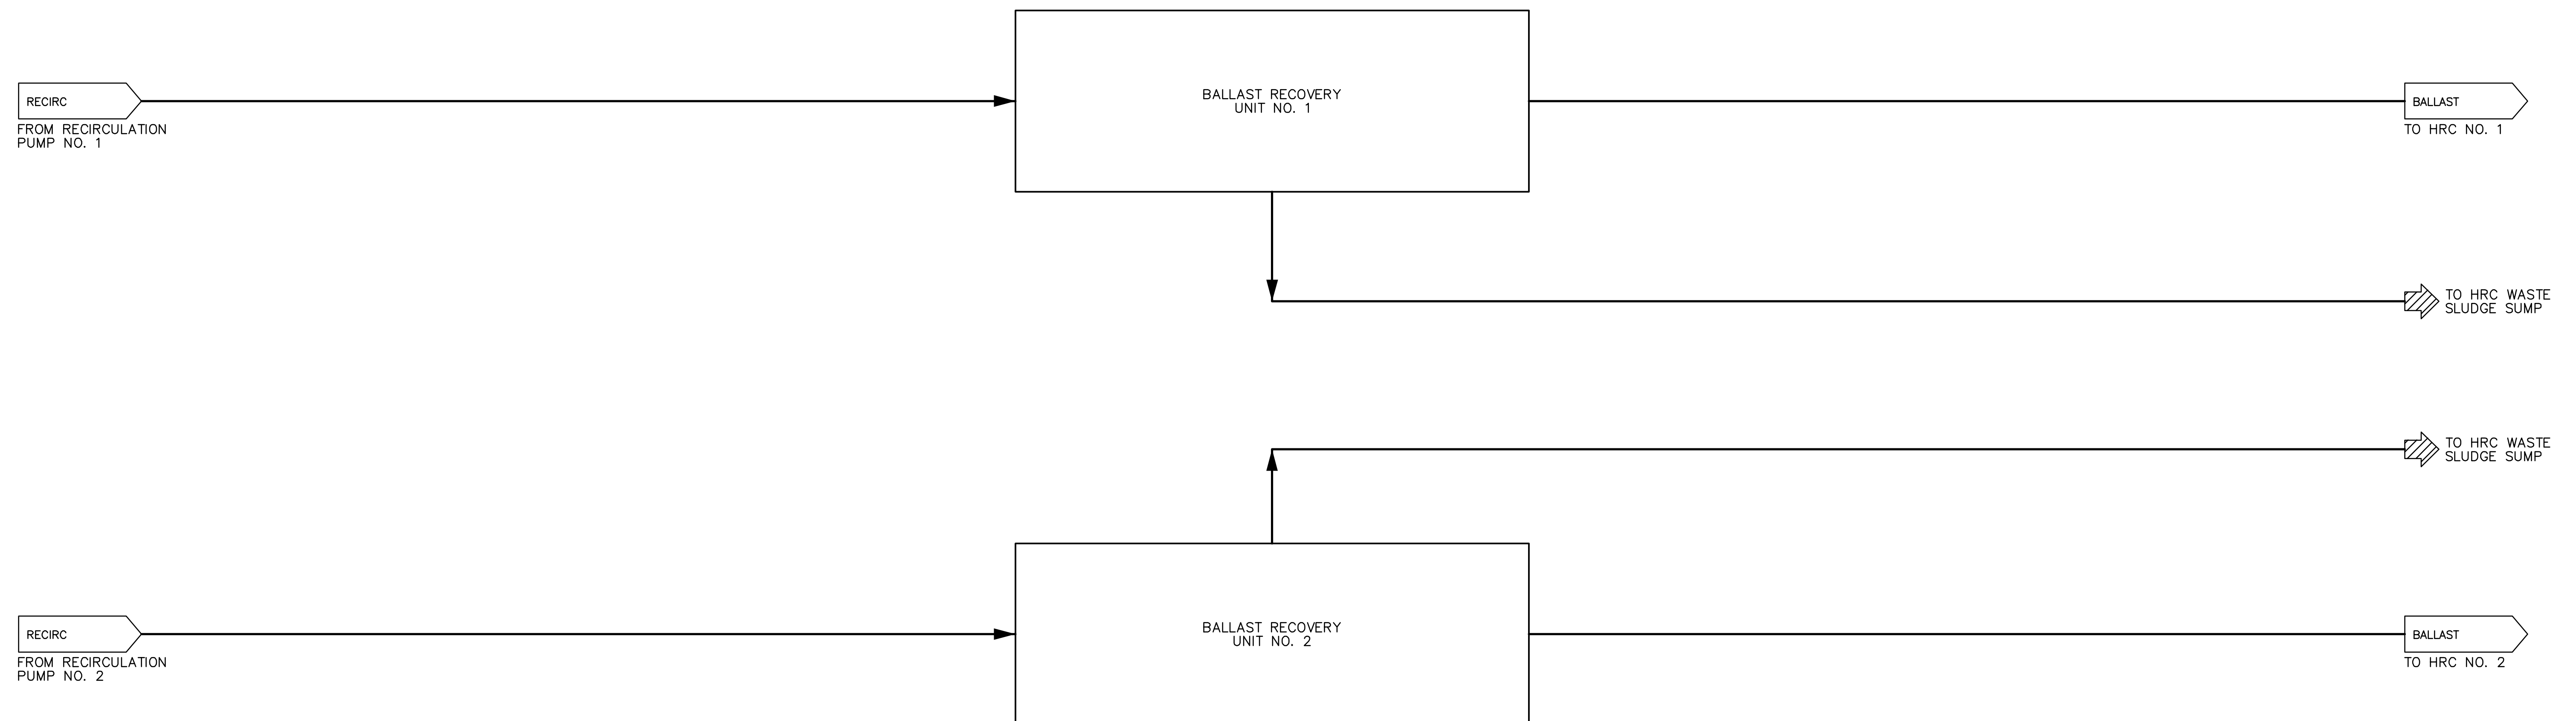 BALLAST RECOVERY
UNIT NO. 1
RECIRC
FROM RECIRCULATION
PUMP NO. 1
BALLAST
TO HRC NO. 1
TO HRC WASTE
SLUDGE SUMP
TO HRC WASTE
SLUDGE SUMP
BALLAST RECOVERY
UNIT NO. 2
RECIRC
FROM RECIRCULATION
PUMP NO. 2
BALLAST
TO HRC NO. 2